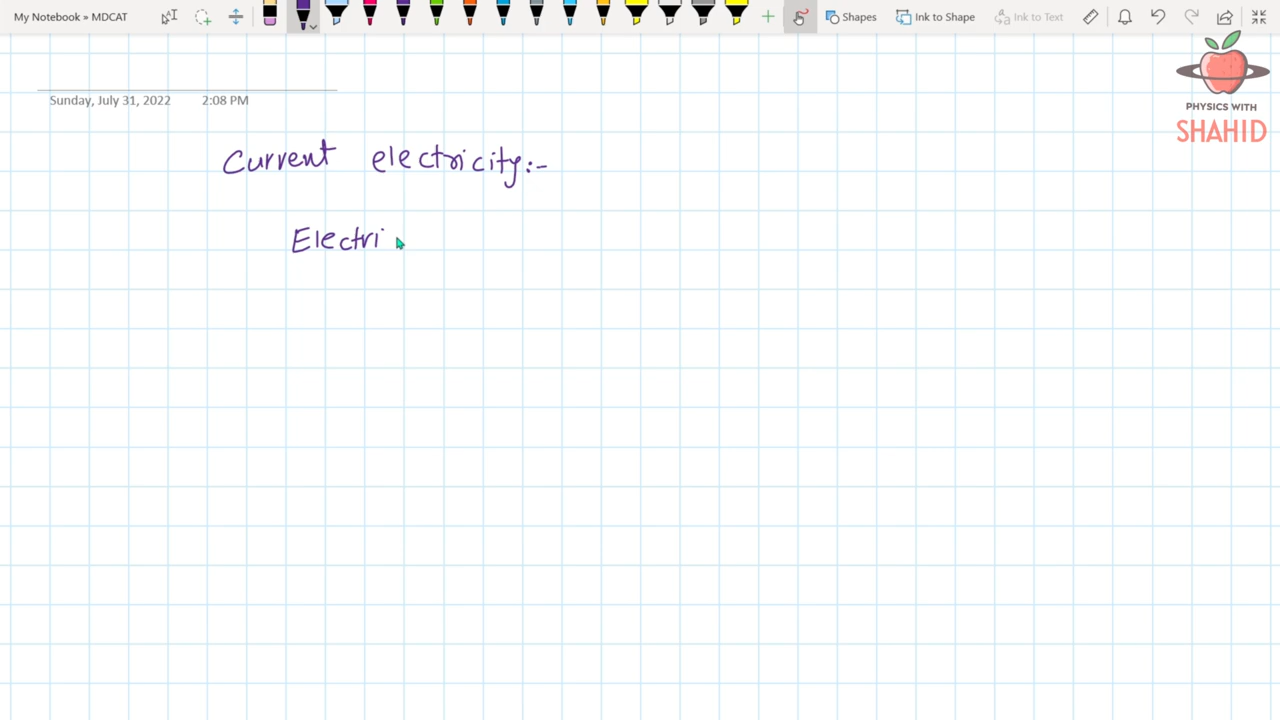 My Notebook » MDCAT
Shapes
Ink to Shape
Ink to Text
PHYSICS WITH
SHAHID
Sunday, July 31, 2022 2:08 PM
Current electricity:-
Electri